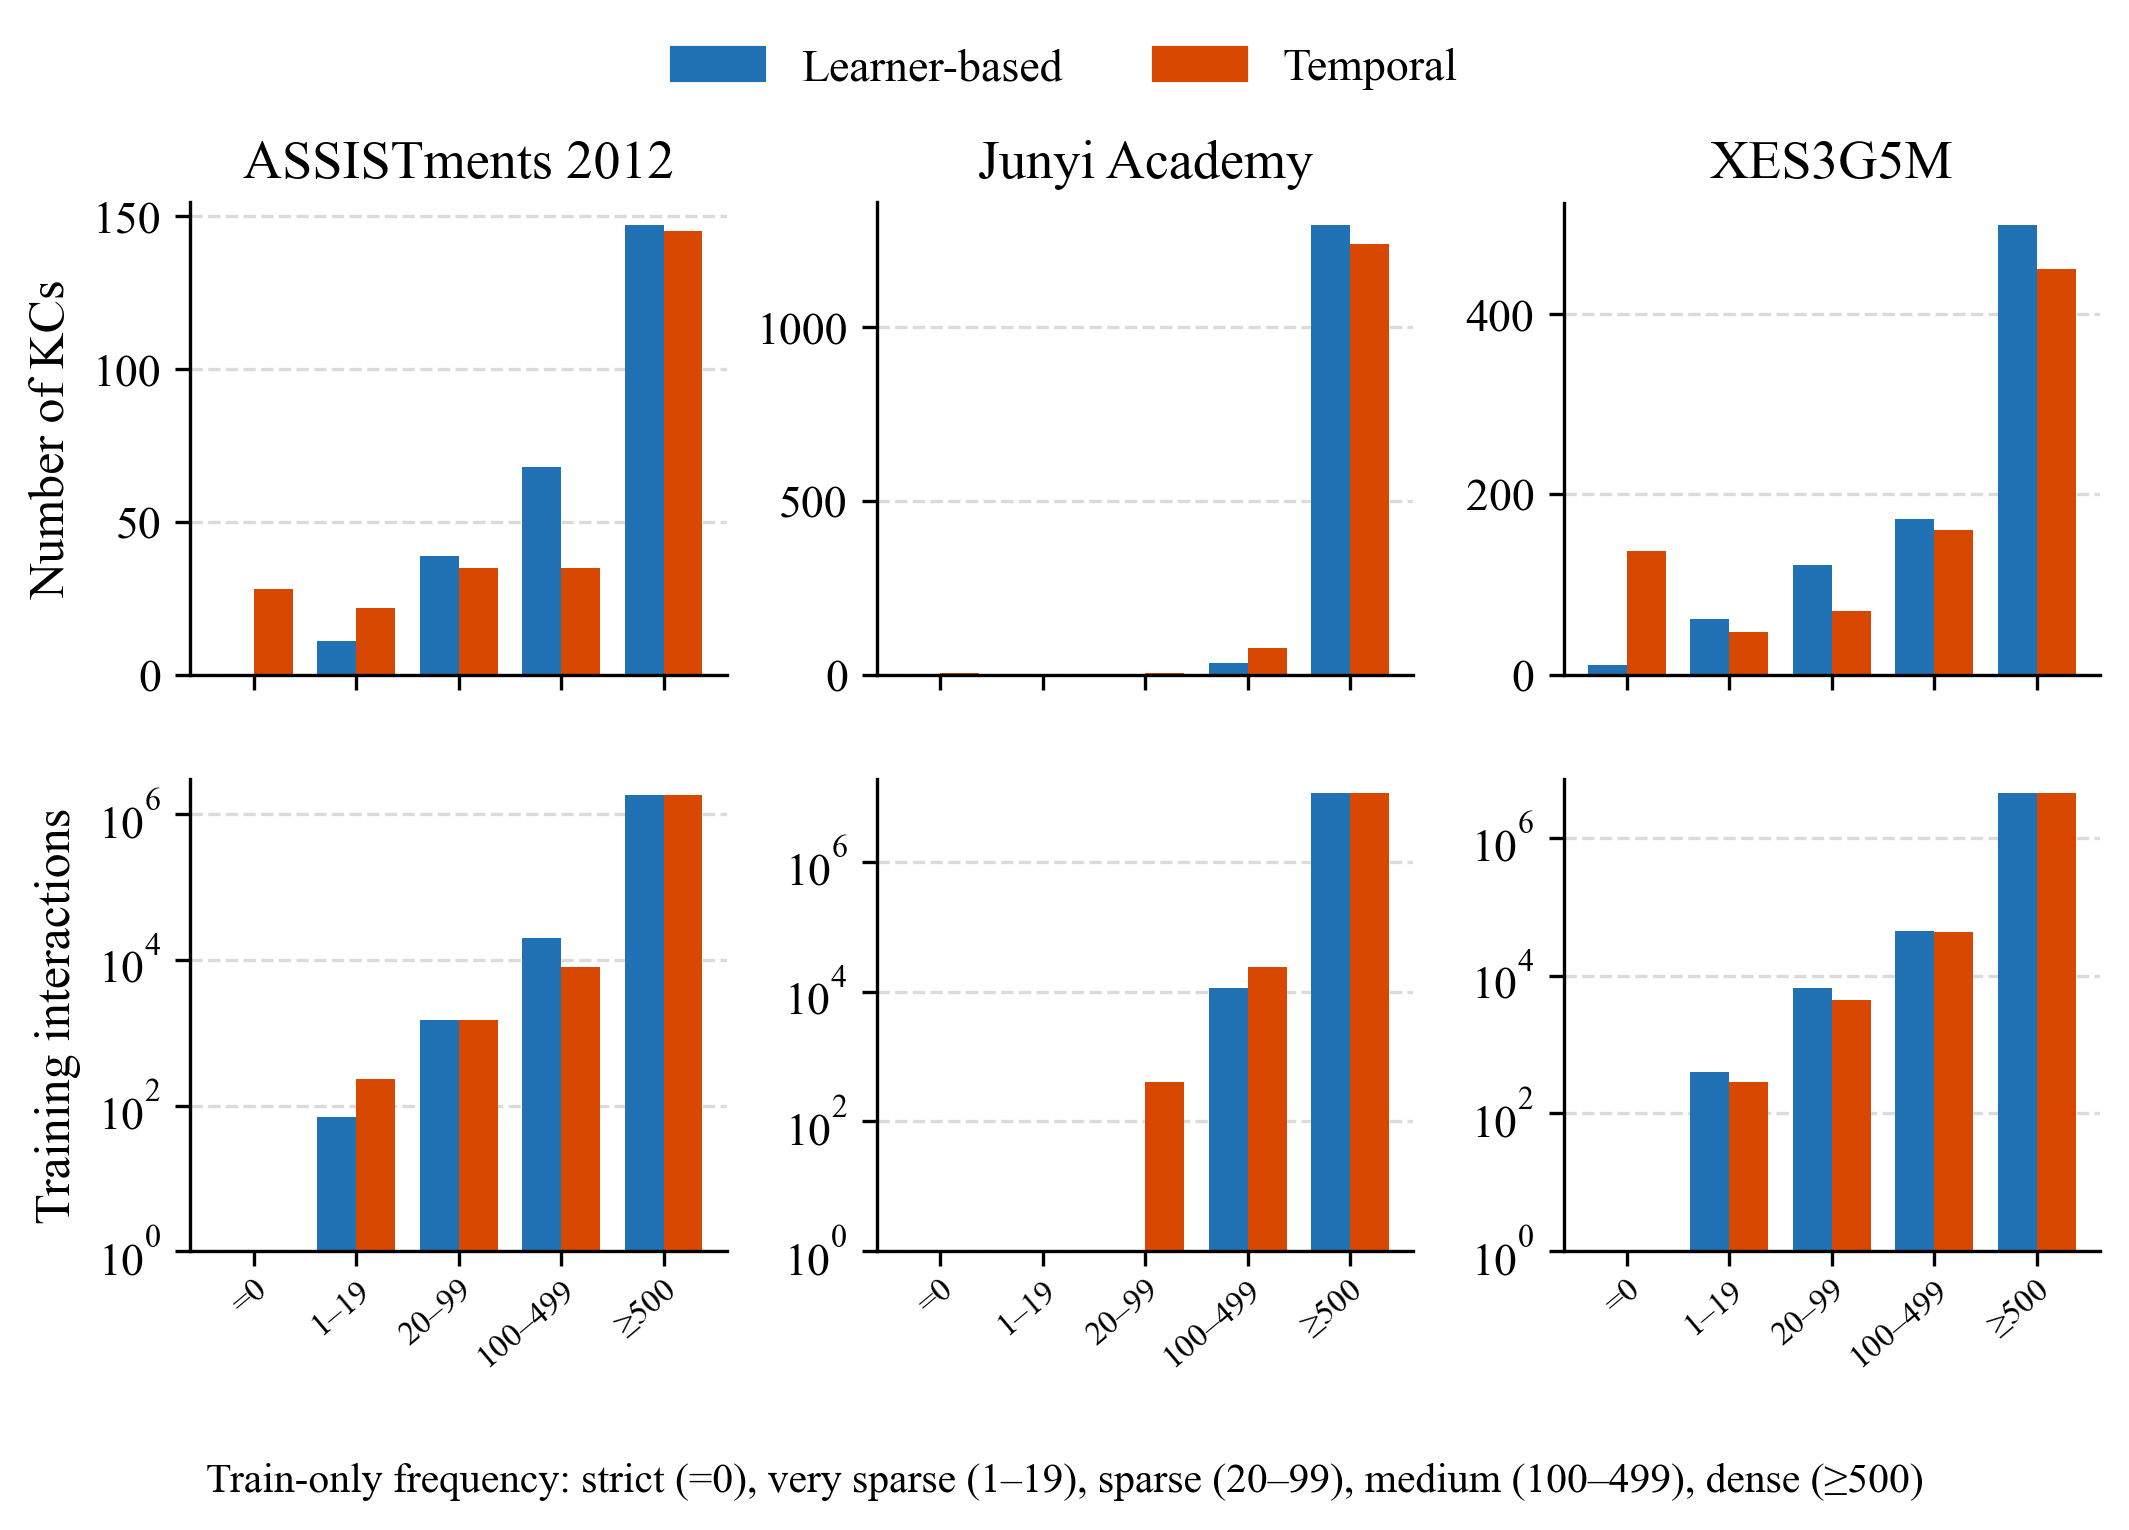 Learner-based Temporal
ASSISTments 2012 Junyi Academy XES3G5M
Number of KCs
150
100
50
0
1000
500
0
400
200
0
Training interactions
10^6
10^4
10^2
10^0
10^6
10^4
10^2
10^0
10^6
10^4
10^2
10^0
=0 1–19 20–99 100–499 ≥500
=0 1–19 20–99 100–499 ≥500
=0 1–19 20–99 100–499 ≥500
Train-only frequency: strict (=0), very sparse (1–19), sparse (20–99), medium (100–499), dense (≥500)